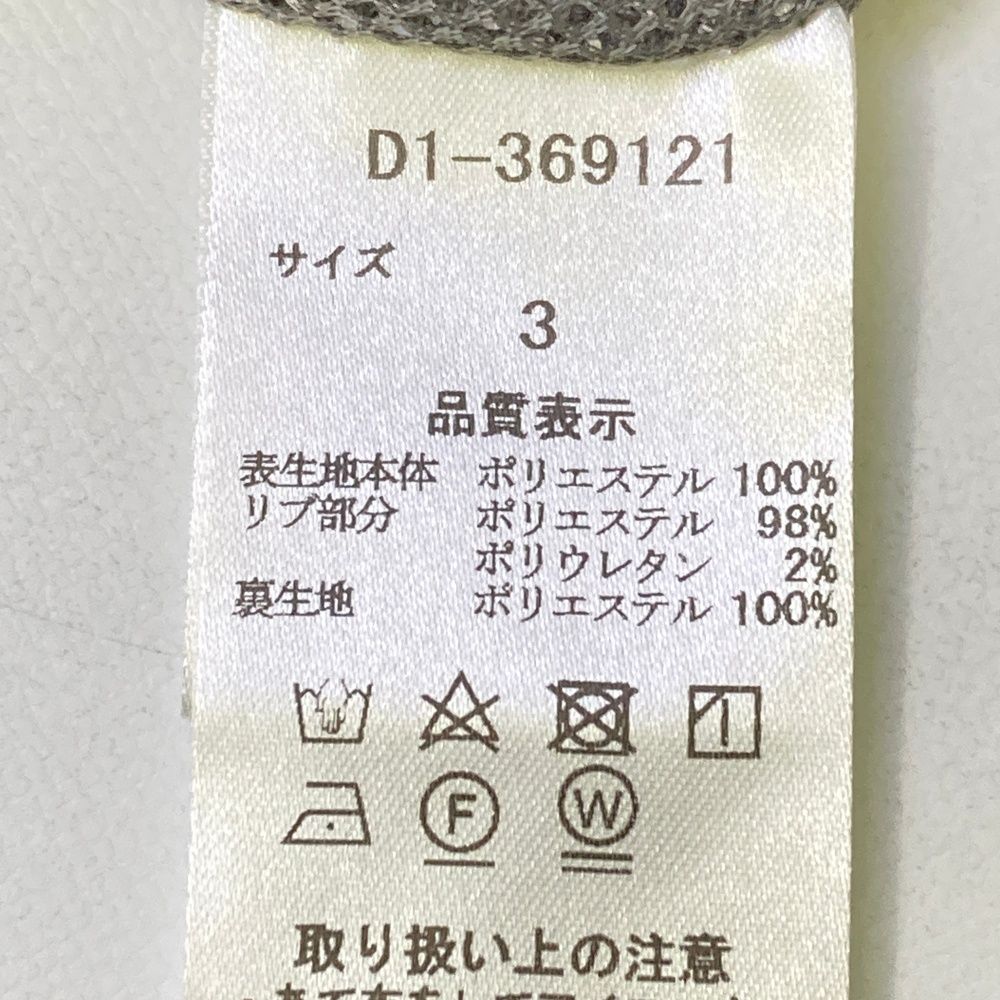 D1-369121
サイズ
3
品質表示
表生地本体 ポリエステル 100%
リブ部分 ポリエステル 98%
ポリウレタン 2%
裏生地 ポリエステル 100%
F W
取り扱い上の注意